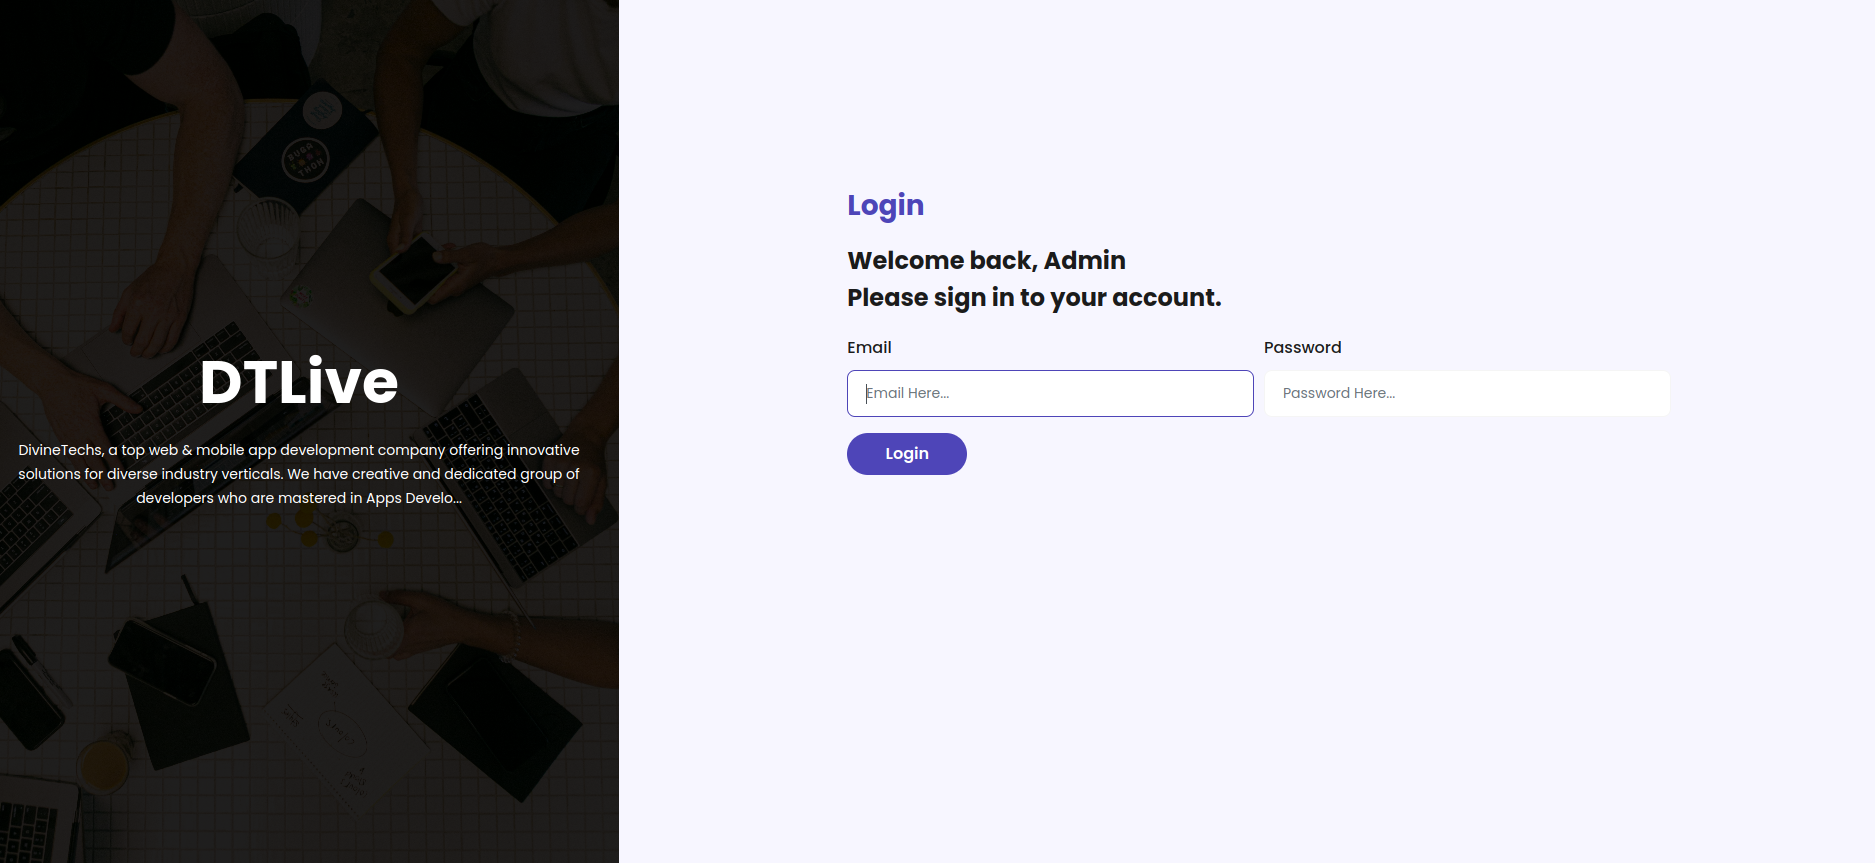 DTLive
DivineTechs, a top web & mobile app development company offering innovative
solutions for diverse industry verticals. We have creative and dedicated group of
developers who are mastered in Apps Develo...
Login
Welcome back, Admin
Please sign in to your account.
Email
Password
Email Here...
Password Here...
Login